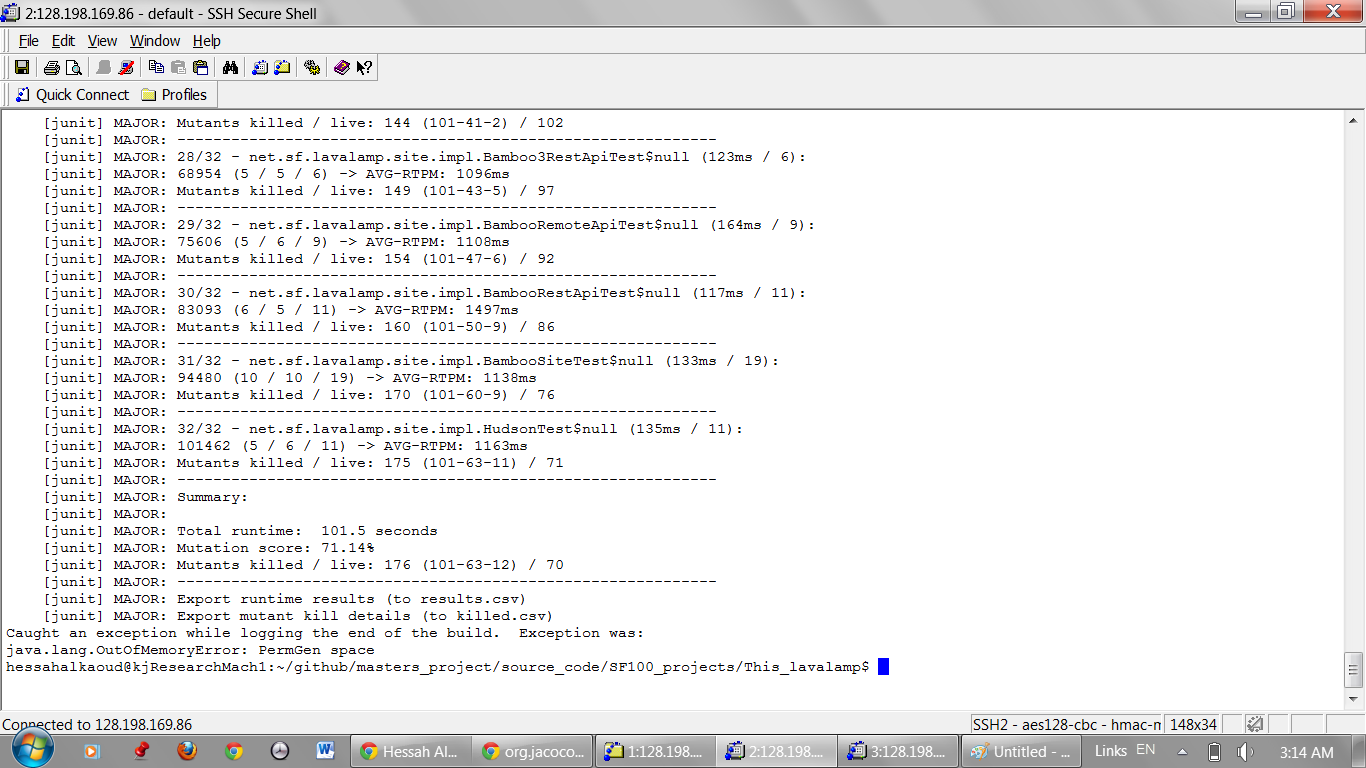 2:128.198.169.86 - default - SSH Secure Shell
File Edit View Window Help
Quick Connect Profiles
[junit] MAJOR: Mutants killed / live: 144 (101-41-2) / 102
[junit] MAJOR: ------------------------------------------------------------
[junit] MAJOR: 28/32 - net.sf.lavalamp.site.impl.Bamboo3RestApiTest$null (123ms / 6):
[junit] MAJOR: 68954 (5 / 5 / 6) -> AVG-RTPM: 1096ms
[junit] MAJOR: Mutants killed / live: 149 (101-43-5) / 97
[junit] MAJOR: ------------------------------------------------------------
[junit] MAJOR: 29/32 - net.sf.lavalamp.site.impl.BambooRemoteApiTest$null (164ms / 9):
[junit] MAJOR: 75606 (5 / 6 / 9) -> AVG-RTPM: 1108ms
[junit] MAJOR: Mutants killed / live: 154 (101-47-6) / 92
[junit] MAJOR: ------------------------------------------------------------
[junit] MAJOR: 30/32 - net.sf.lavalamp.site.impl.BambooRestApiTest$null (117ms / 11):
[junit] MAJOR: 83093 (6 / 5 / 11) -> AVG-RTPM: 1497ms
[junit] MAJOR: Mutants killed / live: 160 (101-50-9) / 86
[junit] MAJOR: ------------------------------------------------------------
[junit] MAJOR: 31/32 - net.sf.lavalamp.site.impl.BambooSiteTest$null (133ms / 19):
[junit] MAJOR: 94480 (10 / 10 / 19) -> AVG-RTPM: 1138ms
[junit] MAJOR: Mutants killed / live: 170 (101-60-9) / 76
[junit] MAJOR: ------------------------------------------------------------
[junit] MAJOR: 32/32 - net.sf.lavalamp.site.impl.HudsonTest$null (135ms / 11):
[junit] MAJOR: 101462 (5 / 6 / 11) -> AVG-RTPM: 1163ms
[junit] MAJOR: Mutants killed / live: 175 (101-63-11) / 71
[junit] MAJOR: ------------------------------------------------------------
[junit] MAJOR: Summary:
[junit] MAJOR:
[junit] MAJOR: Total runtime:  101.5 seconds
[junit] MAJOR: Mutation score: 71.14%
[junit] MAJOR: Mutants killed / live: 176 (101-63-12) / 70
[junit] MAJOR: ------------------------------------------------------------
[junit] MAJOR: Export runtime results (to results.csv)
[junit] MAJOR: Export mutant kill details (to killed.csv)
Caught an exception while logging the end of the build.  Exception was:
java.lang.OutOfMemoryError: PermGen space
hessahalkaoud@kjResearchMach1:~/github/masters_project/source_code/SF100_projects/This_lavalamp$
Connected to 128.198.169.86 SSH2 - aes128-cbc - hmac-m 148x34
Hessah Al... org.jacoco... 1:128.198.... 2:128.198.... 3:128.198.... Untitled - ... Links EN 3:14 AM